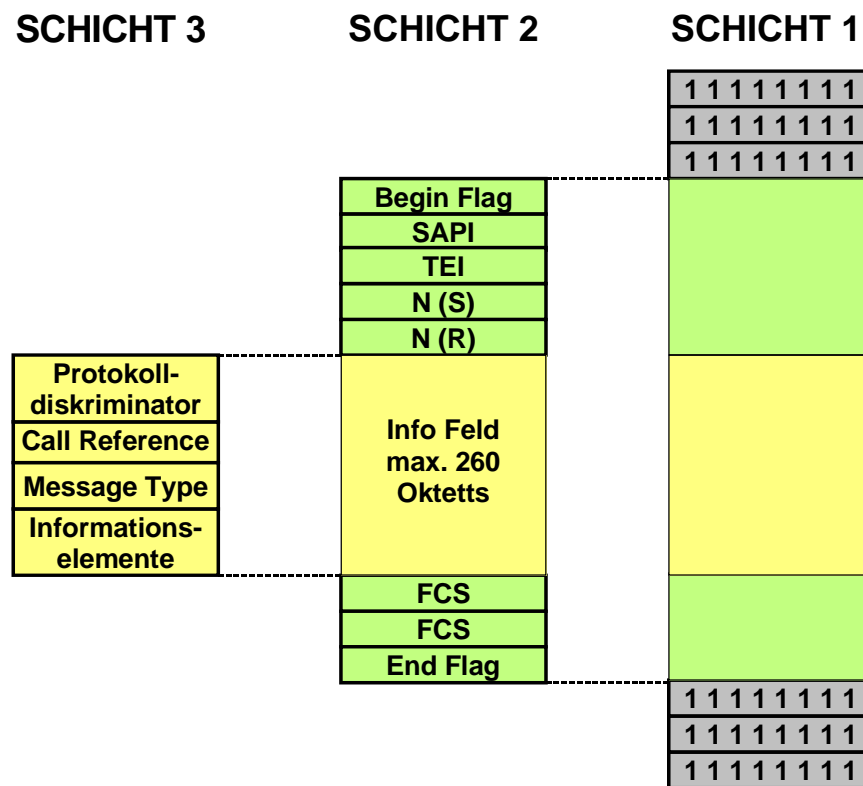 SCHICHT 3
SCHICHT 2
SCHICHT 1
1 1 1 1 1 1 1 1
1 1 1 1 1 1 1 1
1 1 1 1 1 1 1 1
Begin Flag
SAPI
TEI
N (S)
N (R)
Protokoll-
diskriminator
Call Reference
Message Type
Informations-
elemente
Info Feld
max. 260
Oktetts
FCS
FCS
End Flag
1 1 1 1 1 1 1 1
1 1 1 1 1 1 1 1
1 1 1 1 1 1 1 1